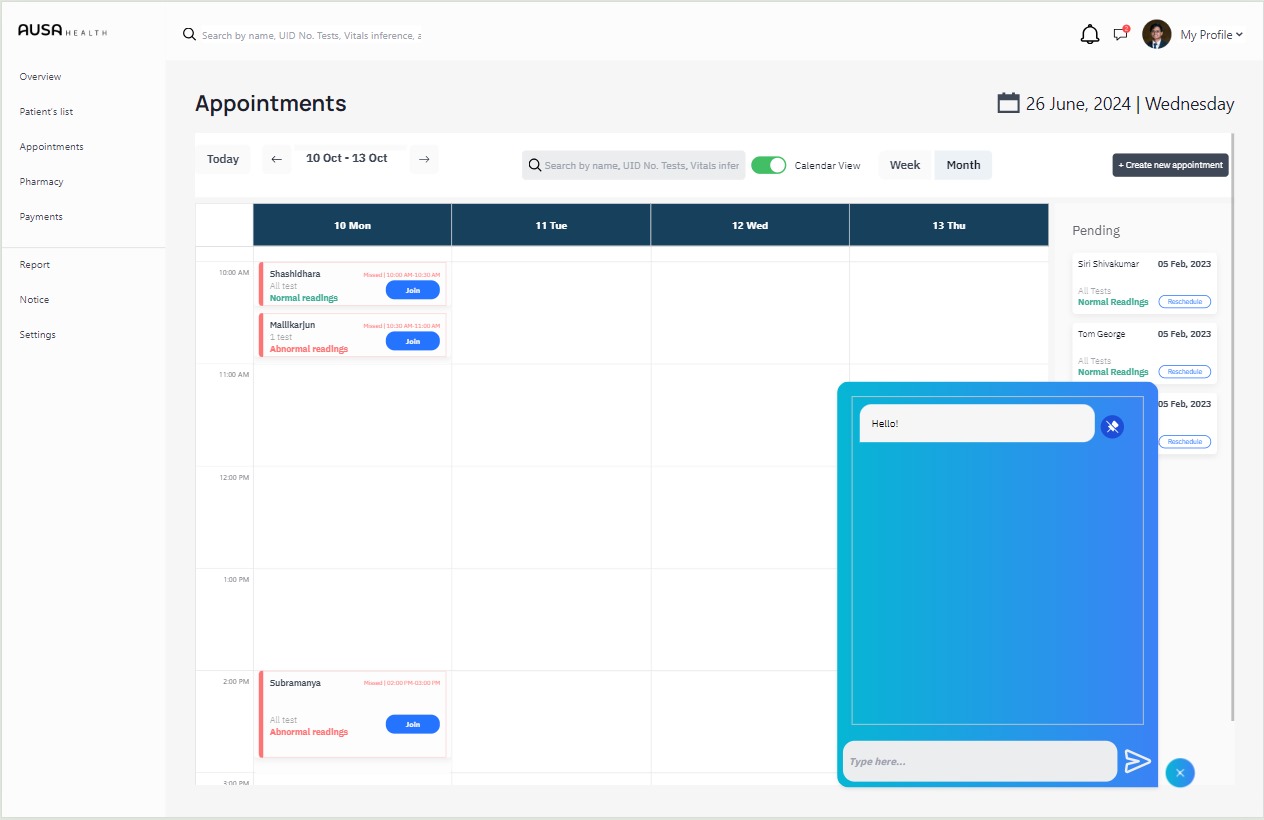 AUSA HEALTH
Search by name, UID No. Tests, Vitals inference, a
My Profile
Overview
Patient's list
Appointments
Pharmacy
Payments
Report
Notice
Settings
Appointments
26 June, 2024 | Wednesday
Today
←
10 Oct - 13 Oct
→
Search by name, UID No. Tests, Vitals infer
Calendar View
Week
Month
+ Create new appointment
10 Mon
11 Tue
12 Wed
13 Thu
10:00 AM
Shashidhara
Missed | 10:00 AM-10:30 AM
All test
Normal readings
Join
Mallikarjun
Missed | 10:30 AM-11:00 AM
1 test
Abnormal readings
Join
11:00 AM
12:00 PM
1:00 PM
2:00 PM
Subramanya
Missed | 02:00 PM-03:00 PM
All test
Abnormal readings
Join
3:00 PM
Pending
Siri Shivakumar 05 Feb, 2023
All Tests
Normal Readings
Reschedule
Tom George 05 Feb, 2023
All Tests
Normal Readings
Reschedule
05 Feb, 2023
Reschedule
Hello!
Type here...